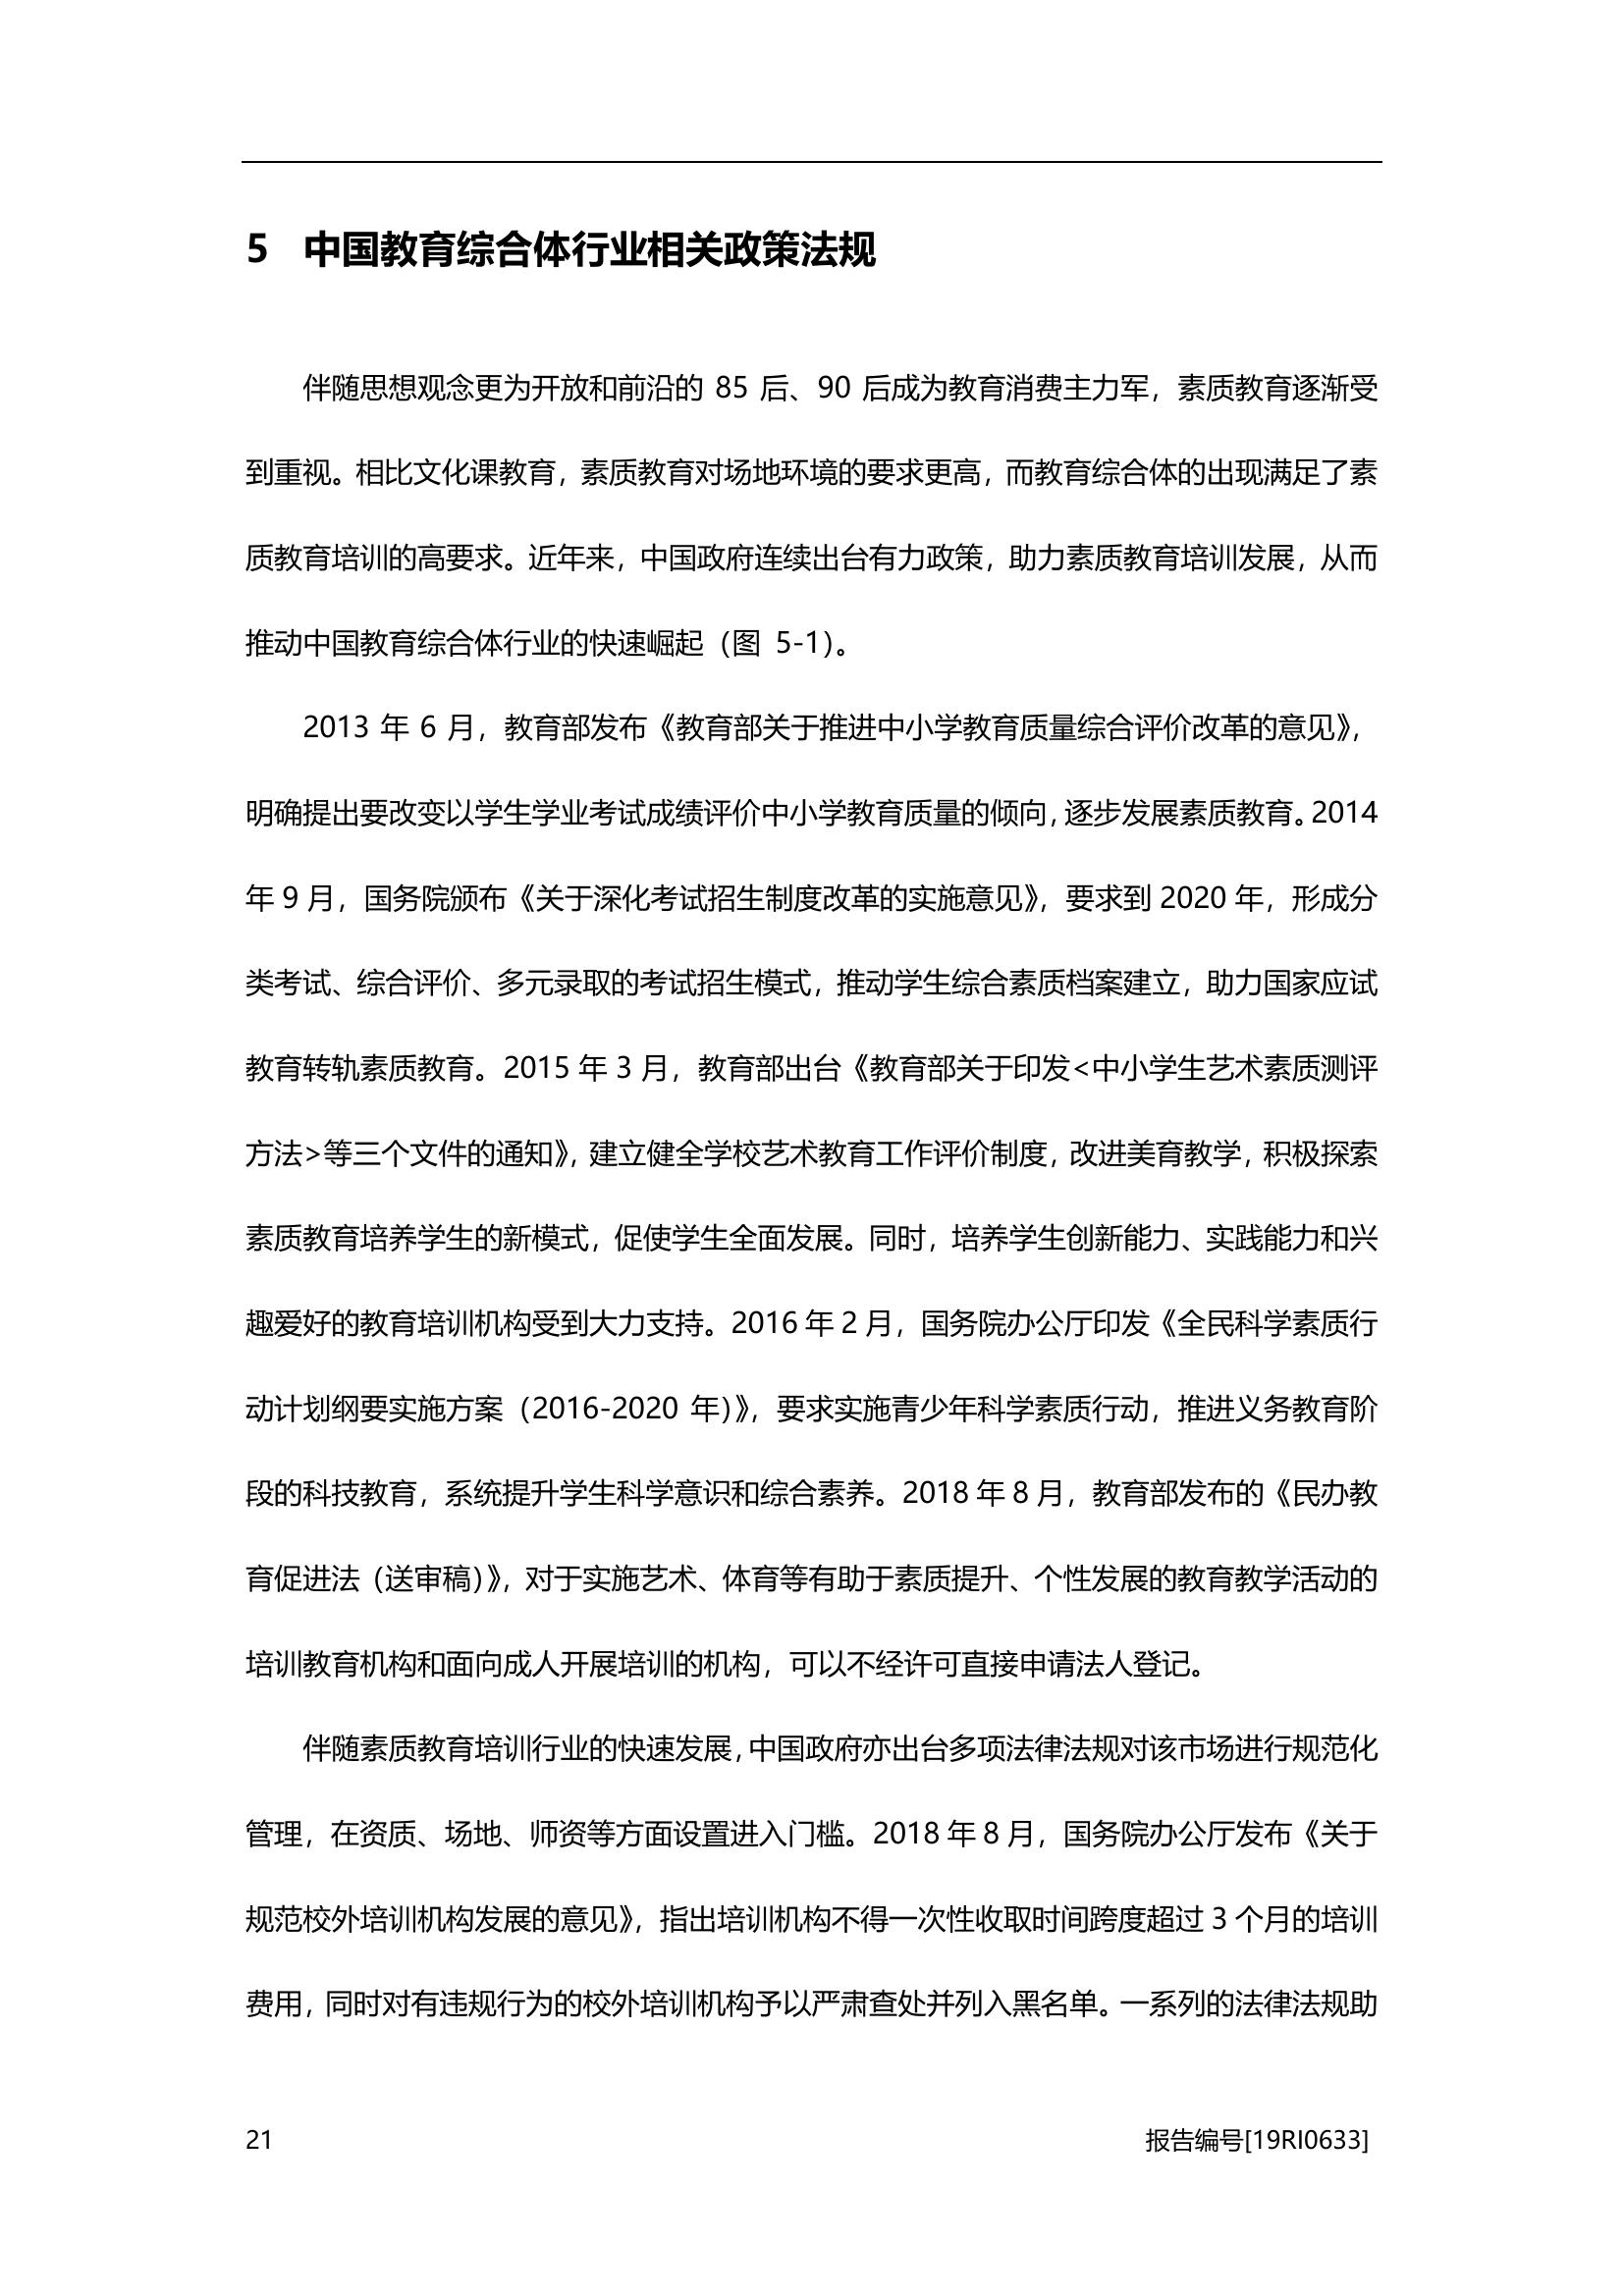 5 中国教育综合体行业相关政策法规
伴随思想观念更为开放和前沿的 85 后、90 后成为教育消费主力军，素质教育逐渐受
到重视。相比文化课教育，素质教育对场地环境的要求更高，而教育综合体的出现满足了素
质教育培训的高要求。近年来，中国政府连续出台有力政策，助力素质教育培训发展，从而
推动中国教育综合体行业的快速崛起（图 5-1）。
2013 年 6 月，教育部发布《教育部关于推进中小学教育质量综合评价改革的意见》，
明确提出要改变以学生学业考试成绩评价中小学教育质量的倾向，逐步发展素质教育。2014
年 9 月，国务院颁布《关于深化考试招生制度改革的实施意见》，要求到 2020 年，形成分
类考试、综合评价、多元录取的考试招生模式，推动学生综合素质档案建立，助力国家应试
教育转轨素质教育。2015 年 3 月，教育部出台《教育部关于印发<中小学生艺术素质测评
方法>等三个文件的通知》，建立健全学校艺术教育工作评价制度，改进美育教学，积极探索
素质教育培养学生的新模式，促使学生全面发展。同时，培养学生创新能力、实践能力和兴
趣爱好的教育培训机构受到大力支持。2016 年 2 月，国务院办公厅印发《全民科学素质行
动计划纲要实施方案（2016-2020 年）》，要求实施青少年科学素质行动，推进义务教育阶
段的科技教育，系统提升学生科学意识和综合素养。2018 年 8 月，教育部发布的《民办教
育促进法（送审稿）》，对于实施艺术、体育等有助于素质提升、个性发展的教育教学活动的
培训教育机构和面向成人开展培训的机构，可以不经许可直接申请法人登记。
伴随素质教育培训行业的快速发展，中国政府亦出台多项法律法规对该市场进行规范化
管理，在资质、场地、师资等方面设置进入门槛。2018 年 8 月，国务院办公厅发布《关于
规范校外培训机构发展的意见》，指出培训机构不得一次性收取时间跨度超过 3 个月的培训
费用，同时对有违规行为的校外培训机构予以严肃查处并列入黑名单。一系列的法律法规助
21 报告编号[19RI0633]